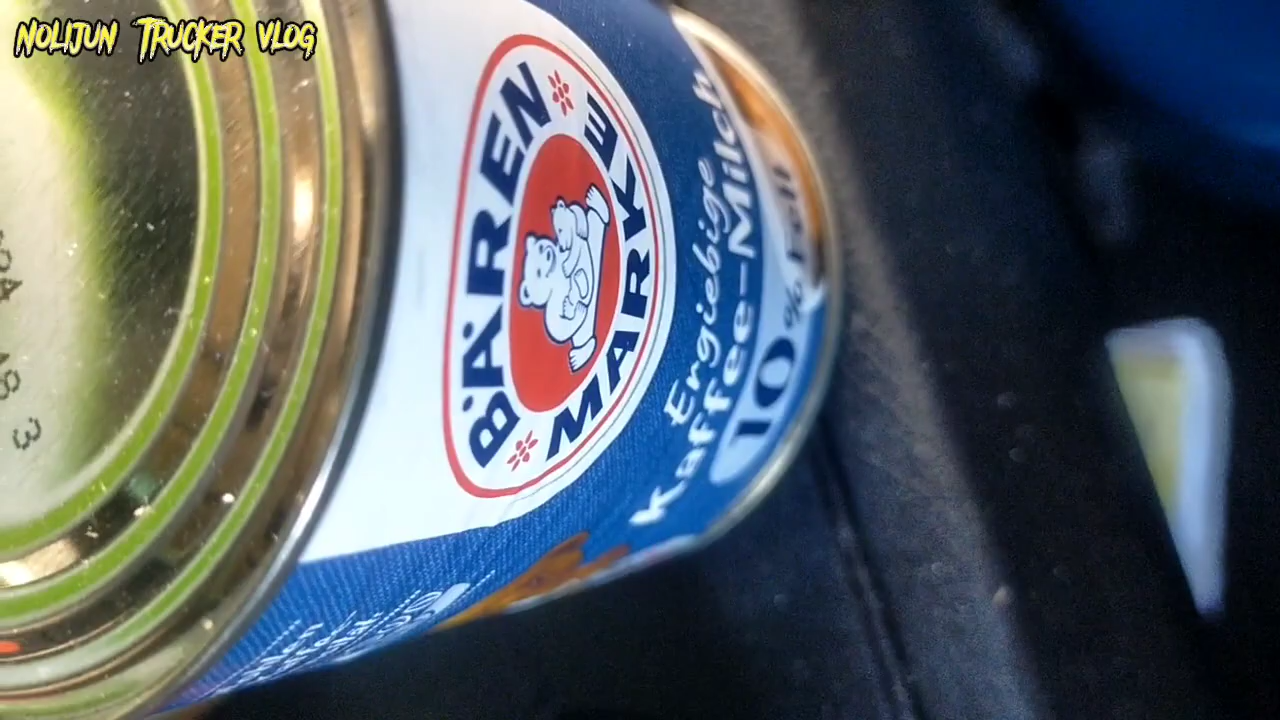 NOLIJUN TRUCKER VLOG
BÄREN
MARKE
Ergiebige
Kaffee-Milch
10% Fett